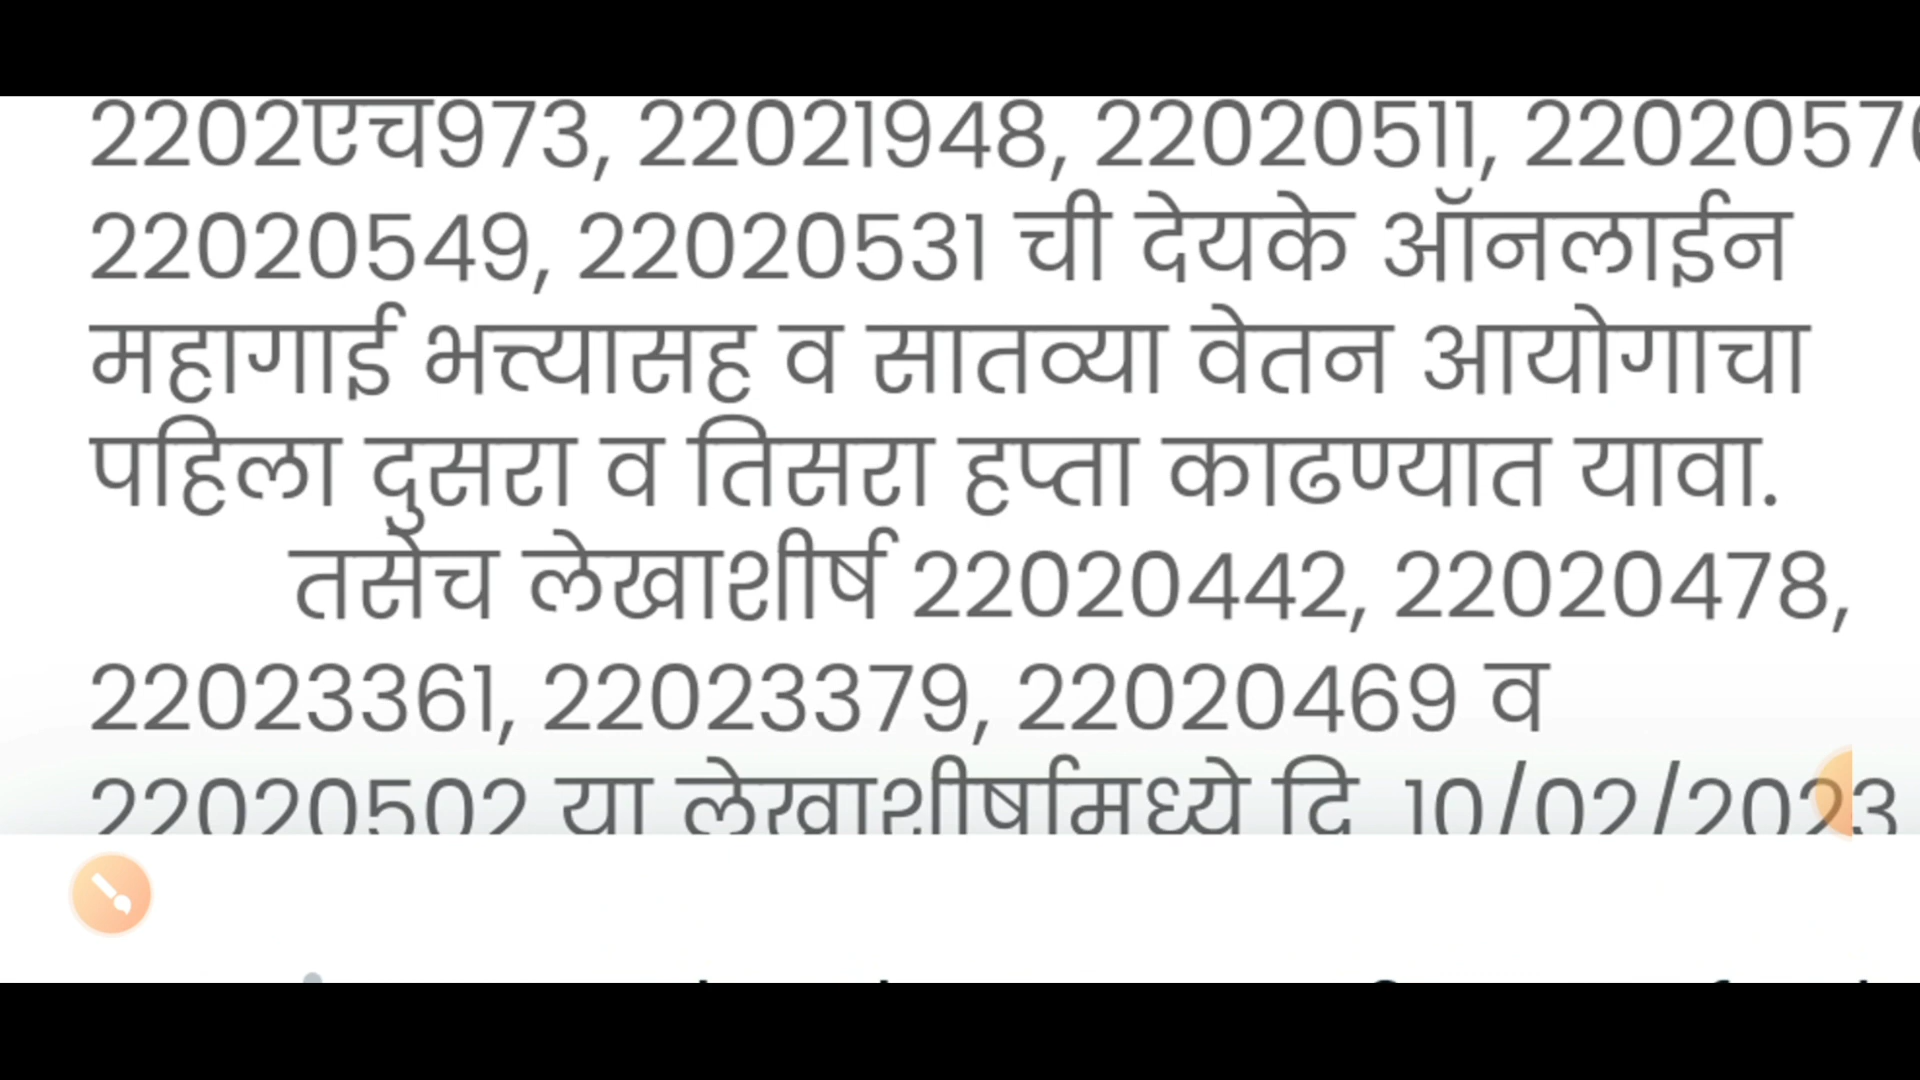 2202एच973, 22021948, 22020511, 2202057
22020549, 22020531 ची देयके ऑनलाईन
महागाई भत्त्यासह व सातव्या वेतन आयोगाचा
पहिला दुसरा व तिसरा हप्ता काढण्यात यावा.
तसेच लेखाशीर्ष 22020442, 22020478,
22023361, 22023379, 22020469 व
22020502 या लेखाशीर्षामध्ये दि. 10/02/2023